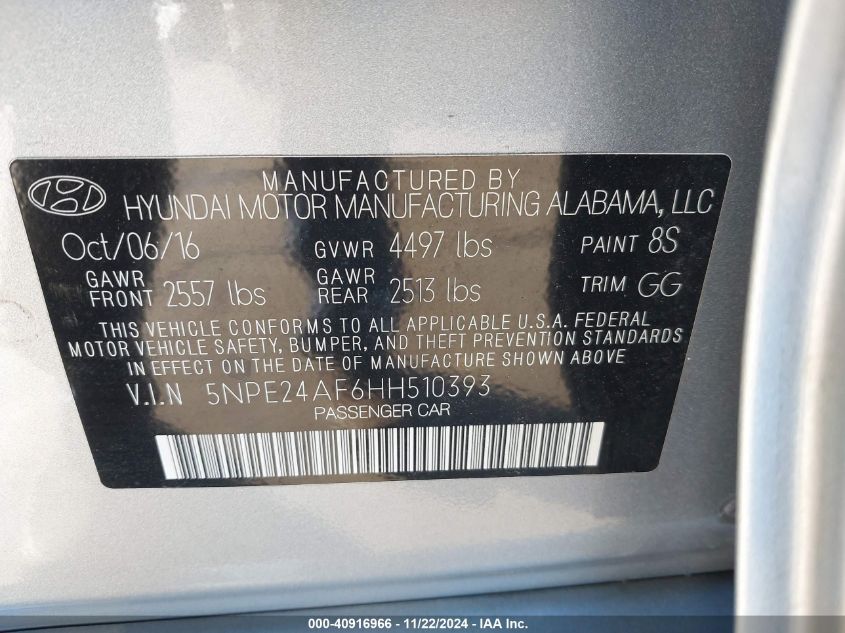 MANUFACTURED BY
HYUNDAI MOTOR MANUFACTURING ALABAMA, LLC
Oct/06/16 GVWR 4497 lbs PAINT 8S
GAWR FRONT 2557 lbs GAWR REAR 2513 lbs TRIM GG
THIS VEHICLE CONFORMS TO ALL APPLICABLE U.S.A. FEDERAL
MOTOR VEHICLE SAFETY, BUMPER, AND THEFT PREVENTION STANDARDS
IN EFFECT ON THE DATE OF MANUFACTURE SHOWN ABOVE
V.I.N 5NPE24AF6HH510393
PASSENGER CAR
000-40916966 - 11/22/2024 - IAA Inc.